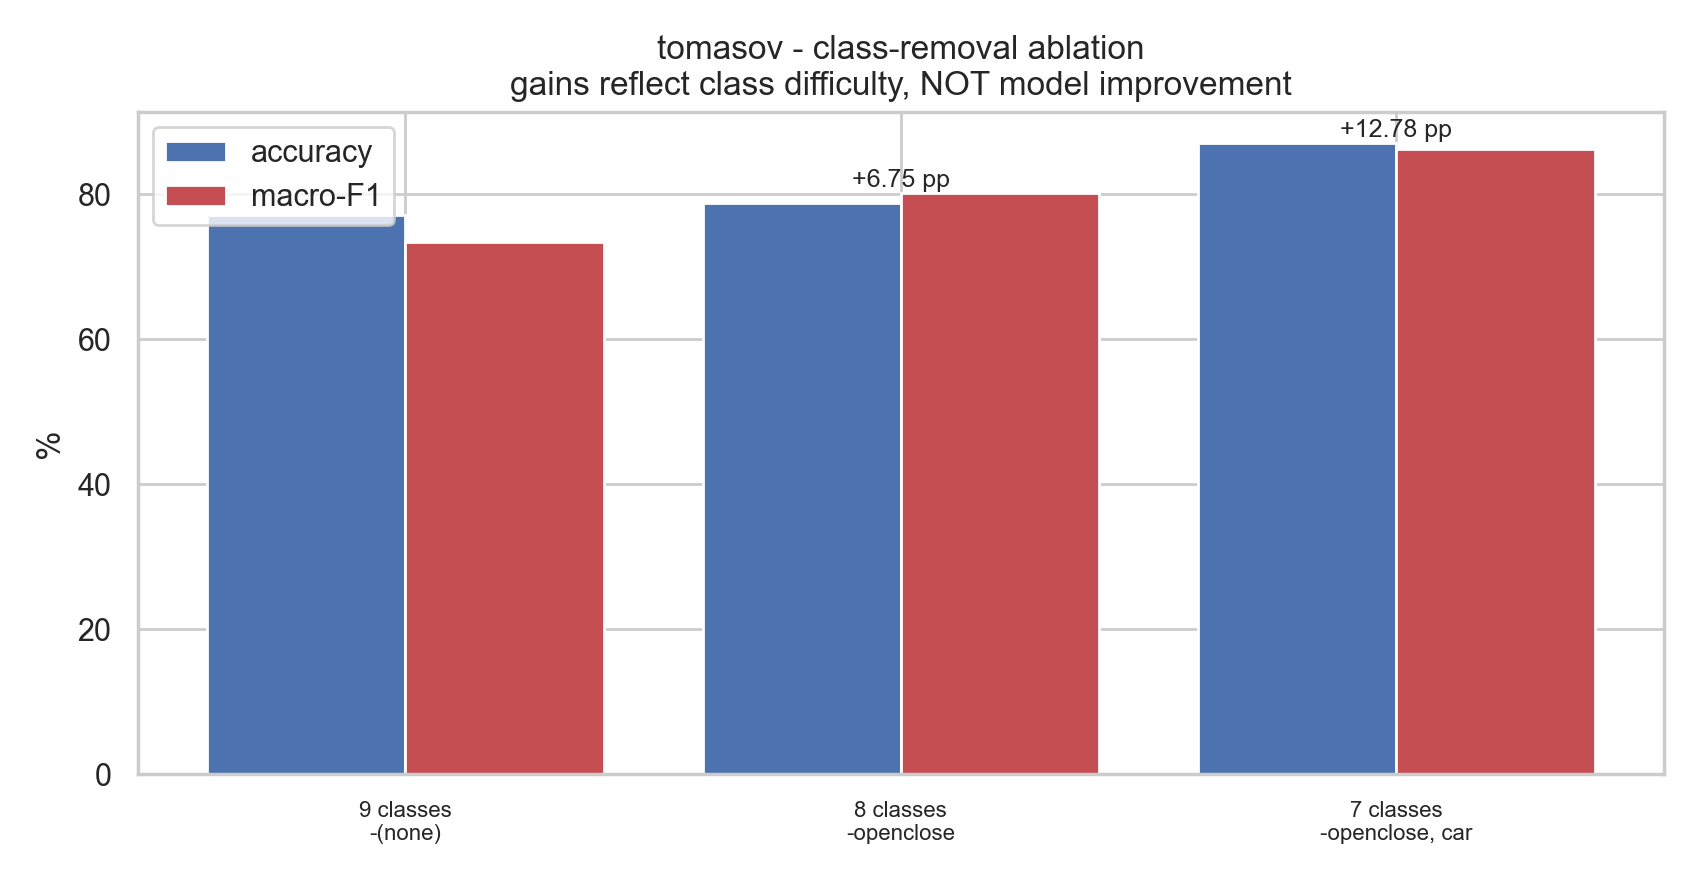 tomasov - class-removal ablation
gains reflect class difficulty, NOT model improvement
accuracy
macro-F1
+6.75 pp
+12.78 pp
%
80
60
40
20
0
9 classes
-(none)
8 classes
-openclose
7 classes
-openclose, car